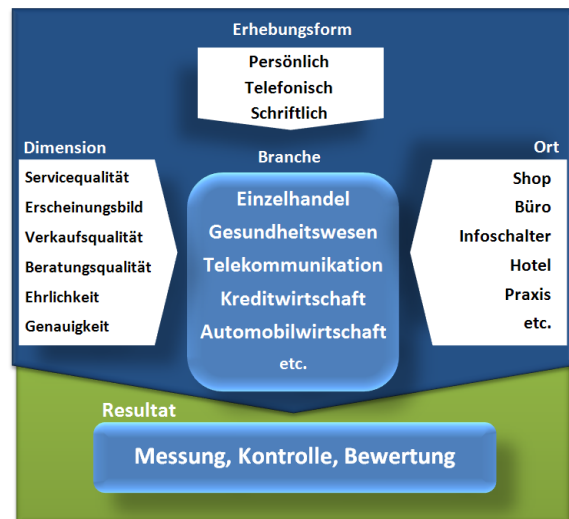 Erhebungsform
Persönlich
Telefonisch
Schriftlich
Dimension
Servicequalität
Erscheinungsbild
Verkaufsqualität
Beratungsqualität
Ehrlichkeit
Genauigkeit
Branche
Einzelhandel
Gesundheitswesen
Telekommunikation
Kreditwirtschaft
Automobilwirtschaft
etc.
Ort
Shop
Büro
Infoschalter
Hotel
Praxis
etc.
Resultat
Messung, Kontrolle, Bewertung